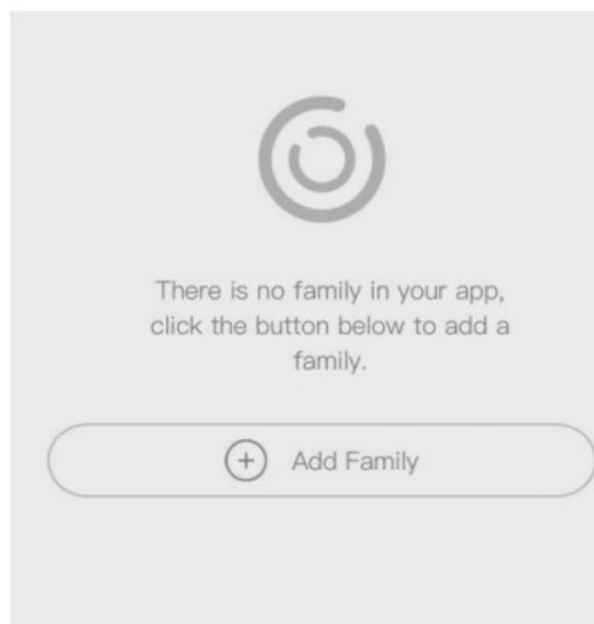 There is no family in your app,
click the button below to add a
family.
Add Family